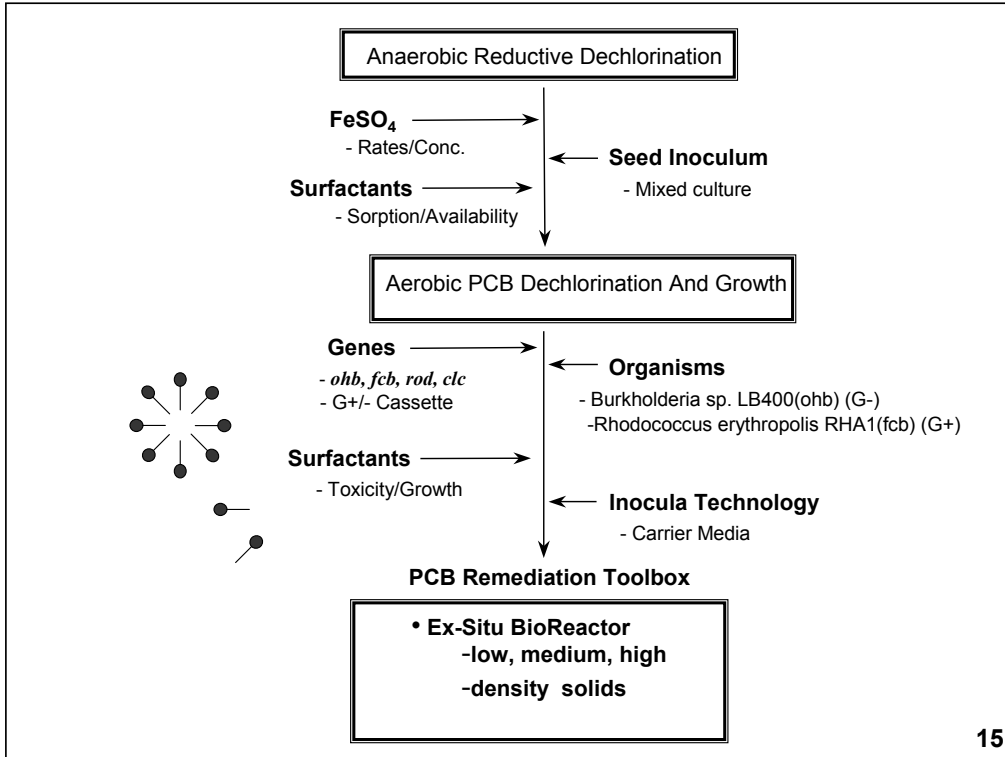 Anaerobic Reductive Dechlorination
FeSO₄
- Rates/Conc.
Seed Inoculum
- Mixed culture
Surfactants
- Sorption/Availability
Aerobic PCB Dechlorination And Growth
Genes
- ohb, fcb, rod, clc
- G+/- Cassette
Organisms
- Burkholderia sp. LB400(ohb) (G-)
-Rhodococcus erythropolis RHA1(fcb) (G+)
Surfactants
- Toxicity/Growth
Inocula Technology
- Carrier Media
PCB Remediation Toolbox
• Ex-Situ BioReactor
-low, medium, high
-density solids
15